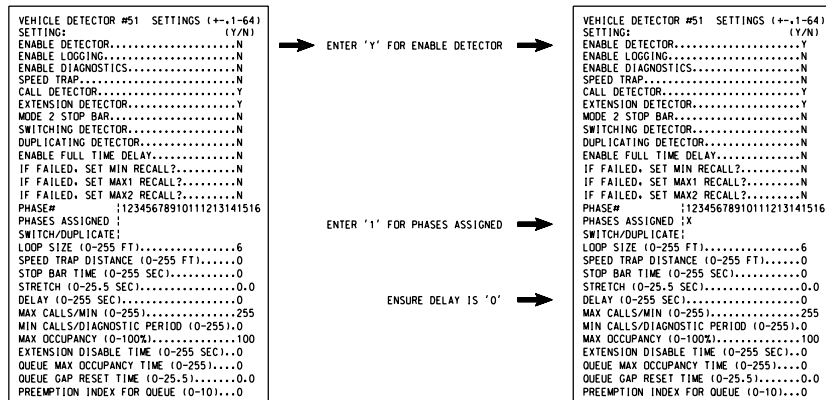 VEHICLE DETECTOR #51 SETTINGS (+-,1-64)
SETTING: (Y/N)
ENABLE DETECTOR.....................N
ENABLE LOGGING......................N
ENABLE DIAGNOSTICS..................N
SPEED TRAP..........................N
CALL DETECTOR.......................Y
EXTENSION DETECTOR..................Y
MODE 2 STOP BAR.....................N
SWITCHING DETECTOR..................N
DUPLICATING DETECTOR................N
ENABLE FULL TIME DELAY..............N
IF FAILED, SET MIN RECALL?..........N
IF FAILED, SET MAX1 RECALL?.........N
IF FAILED, SET MAX2 RECALL?.........N
PHASE# |12345678910111213141516
PHASES ASSIGNED |
SWITCH/DUPLICATE|
LOOP SIZE (0-255 FT)................6
SPEED TRAP DISTANCE (0-255 FT)......0
STOP BAR TIME (0-255 SEC)...........0
STRETCH (0-25.5 SEC)................0.0
DELAY (0-255 SEC)...................0
MAX CALLS/MIN (0-255)...............255
MIN CALLS/DIAGNOSTIC PERIOD (0-255).0
MAX OCCUPANCY (0-100%)..............100
EXTENSION DISABLE TIME (0-255 SEC)..0
QUEUE MAX OCCUPANCY TIME (0-255)....0
QUEUE GAP RESET TIME (0-25.5).......0.0
PREEMPTION INDEX FOR QUEUE (0-10)...0
ENTER 'Y' FOR ENABLE DETECTOR
ENTER '1' FOR PHASES ASSIGNED
ENSURE DELAY IS '0'
VEHICLE DETECTOR #51 SETTINGS (+-,1-64)
SETTING: (Y/N)
ENABLE DETECTOR.....................Y
ENABLE LOGGING......................N
ENABLE DIAGNOSTICS..................N
SPEED TRAP..........................N
CALL DETECTOR.......................Y
EXTENSION DETECTOR..................Y
MODE 2 STOP BAR.....................N
SWITCHING DETECTOR..................N
DUPLICATING DETECTOR................N
ENABLE FULL TIME DELAY..............N
IF FAILED, SET MIN RECALL?..........N
IF FAILED, SET MAX1 RECALL?.........N
IF FAILED, SET MAX2 RECALL?.........N
PHASE# |12345678910111213141516
PHASES ASSIGNED |X
SWITCH/DUPLICATE|
LOOP SIZE (0-255 FT)................6
SPEED TRAP DISTANCE (0-255 FT)......0
STOP BAR TIME (0-255 SEC)...........0
STRETCH (0-25.5 SEC)................0.0
DELAY (0-255 SEC)...................0
MAX CALLS/MIN (0-255)...............255
MIN CALLS/DIAGNOSTIC PERIOD (0-255).0
MAX OCCUPANCY (0-100%)..............100
EXTENSION DISABLE TIME (0-255 SEC)..0
QUEUE MAX OCCUPANCY TIME (0-255)....0
QUEUE GAP RESET TIME (0-25.5).......0.0
PREEMPTION INDEX FOR QUEUE (0-10)...0